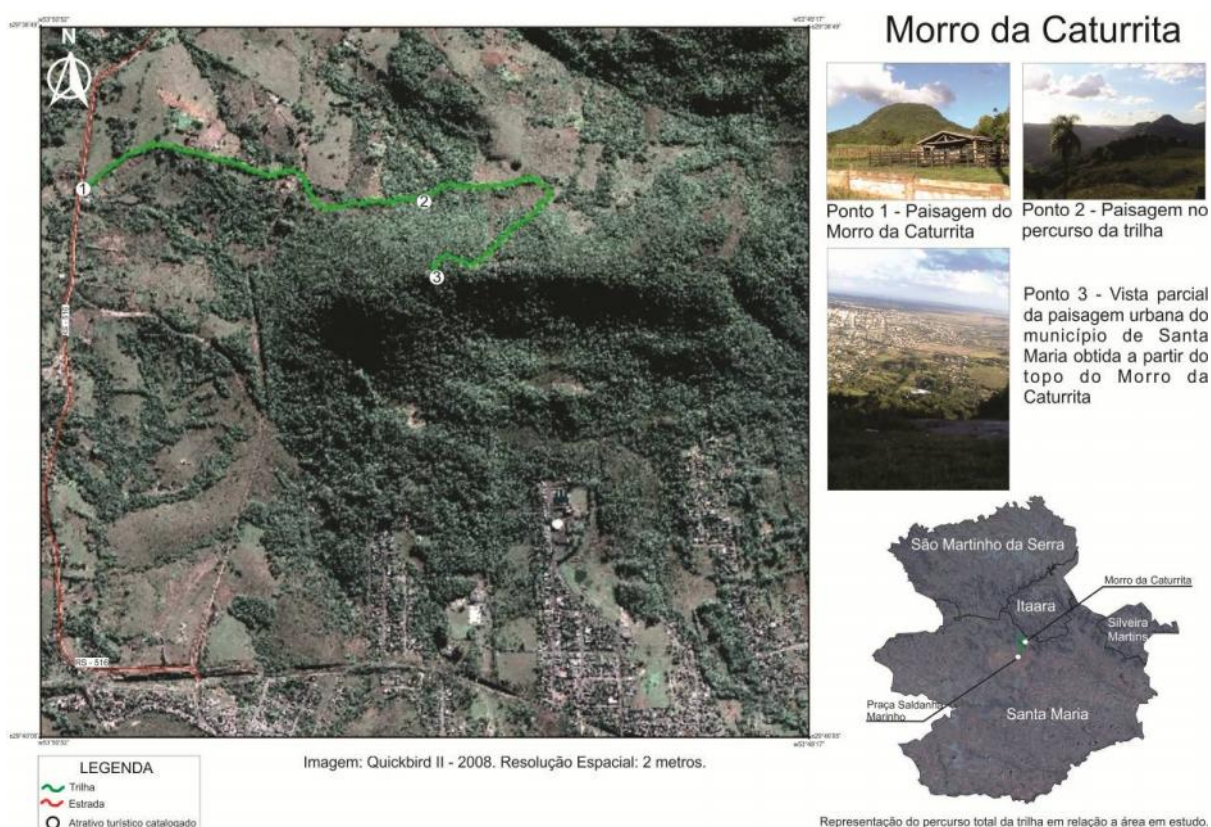 Morro da Caturrita
N
1
2
3
RS - 516
RS - 516
Ponto 1 - Paisagem do
Morro da Caturrita
Ponto 2 - Paisagem no
percurso da trilha
Ponto 3 - Vista parcial
da paisagem urbana do
município de Santa
Maria obtida a partir do
topo do Morro da
Caturrita
São Martinho da Serra
Morro da Caturrita
Itaara
Silveira
Martins
Praça Saldanha
Marinho
Santa Maria
Imagem: Quickbird II - 2008. Resolução Espacial: 2 metros.
LEGENDA
Trilha
Estrada
Atrativo turístico catalogado
Representação do percurso total da trilha em relação a área em estudo.